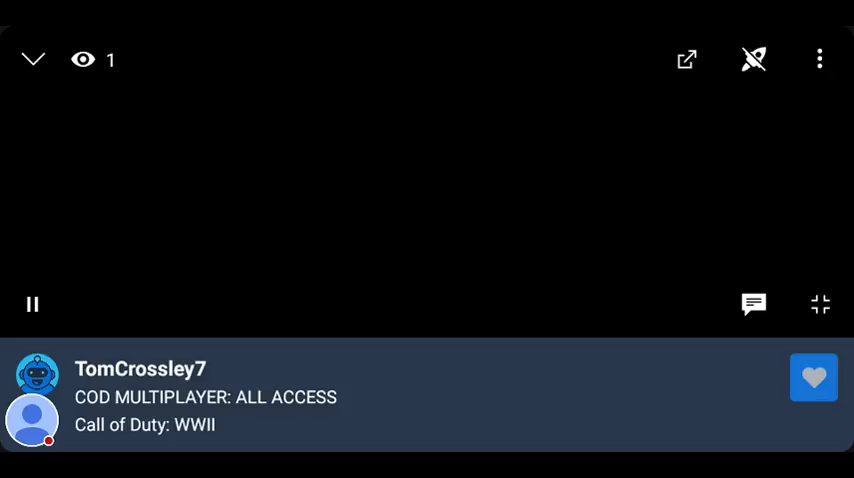 1
TomCrossley7
COD MULTIPLAYER: ALL ACCESS
Call of Duty: WWII